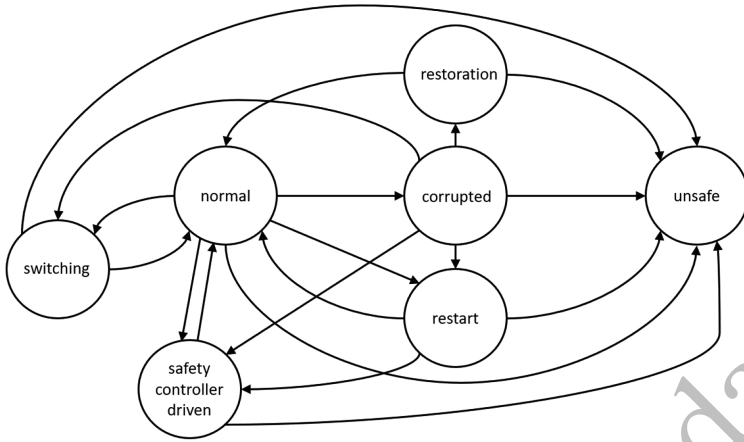 restoration
normal
corrupted
unsafe
switching
restart
safety
controller
driven